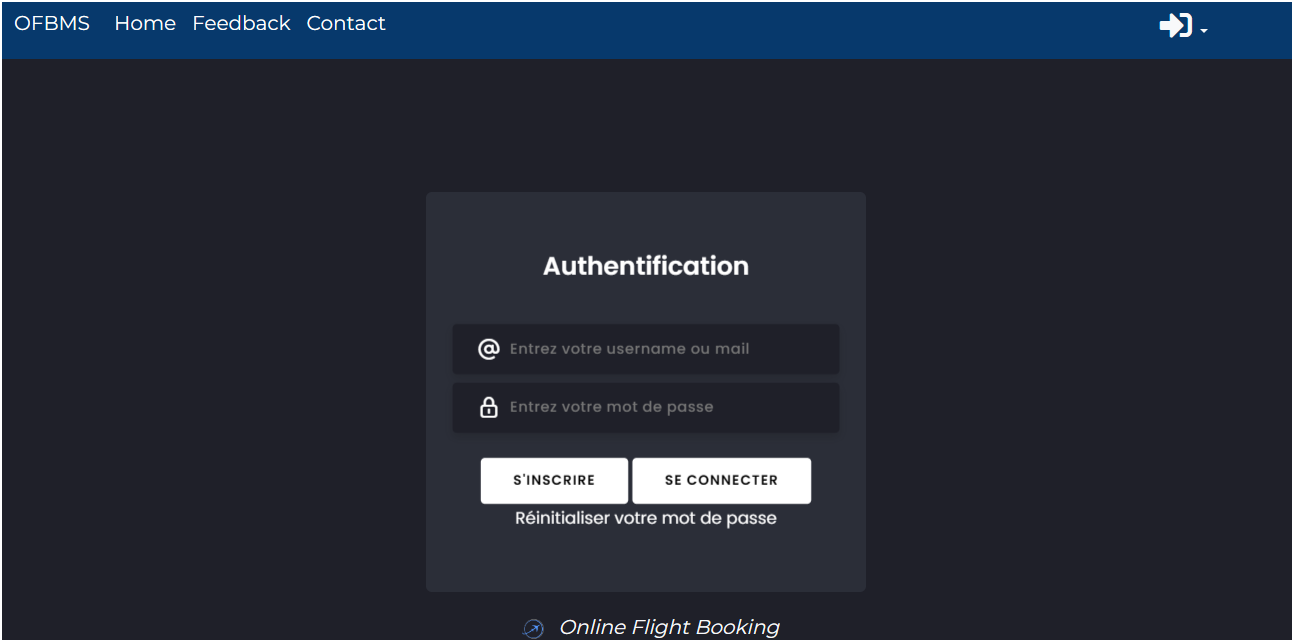 OFBMS Home Feedback Contact
Authentification
Entrez votre username ou mail
Entrez votre mot de passe
S'INSCRIRE SE CONNECTER
Réinitialiser votre mot de passe
Online Flight Booking